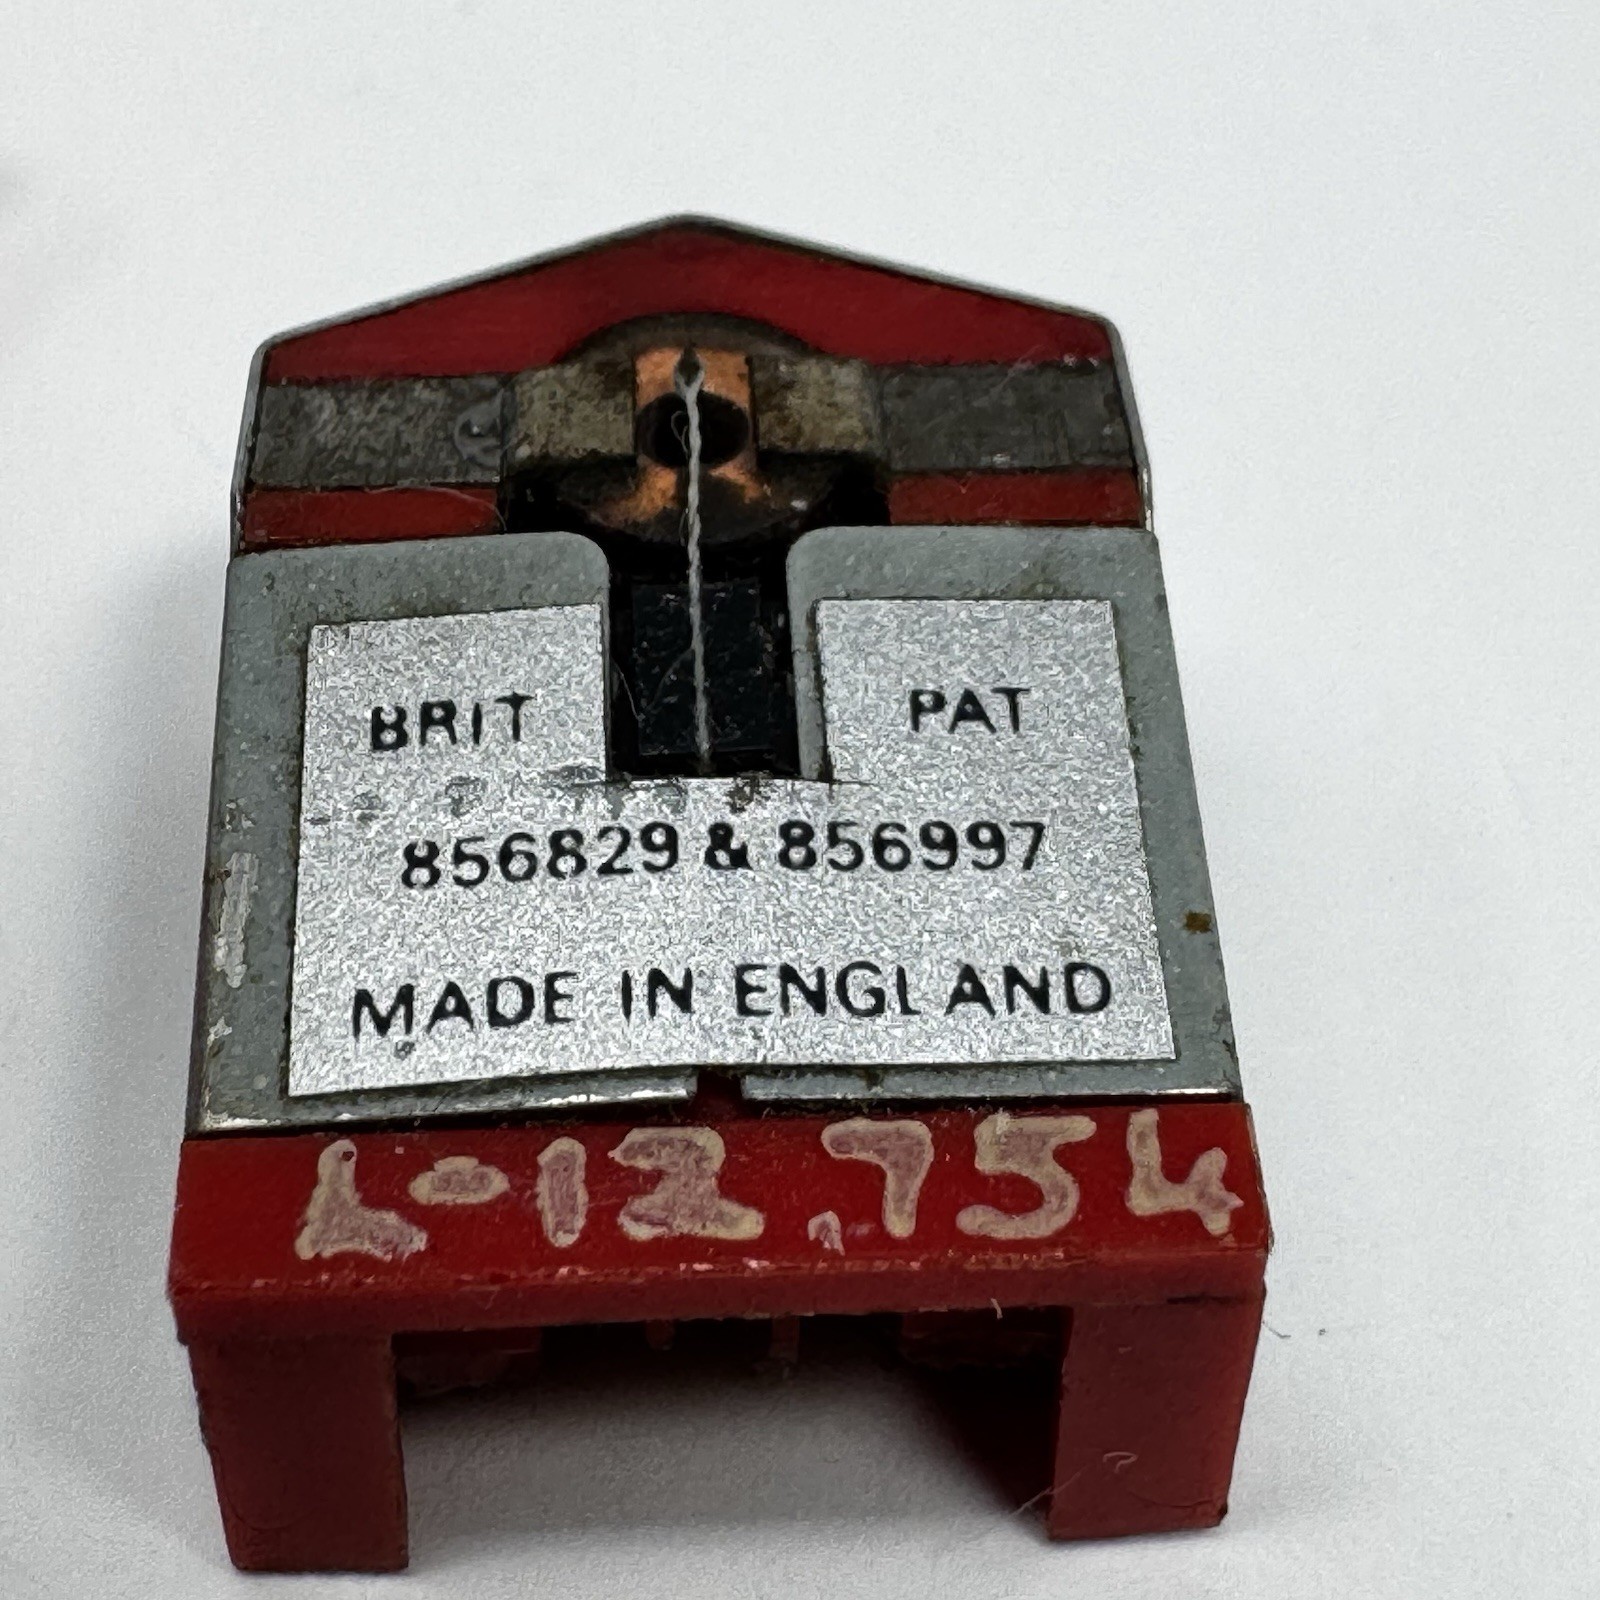 BRIT PAT
856829 & 856997
MADE IN ENGLAND
L-12.754